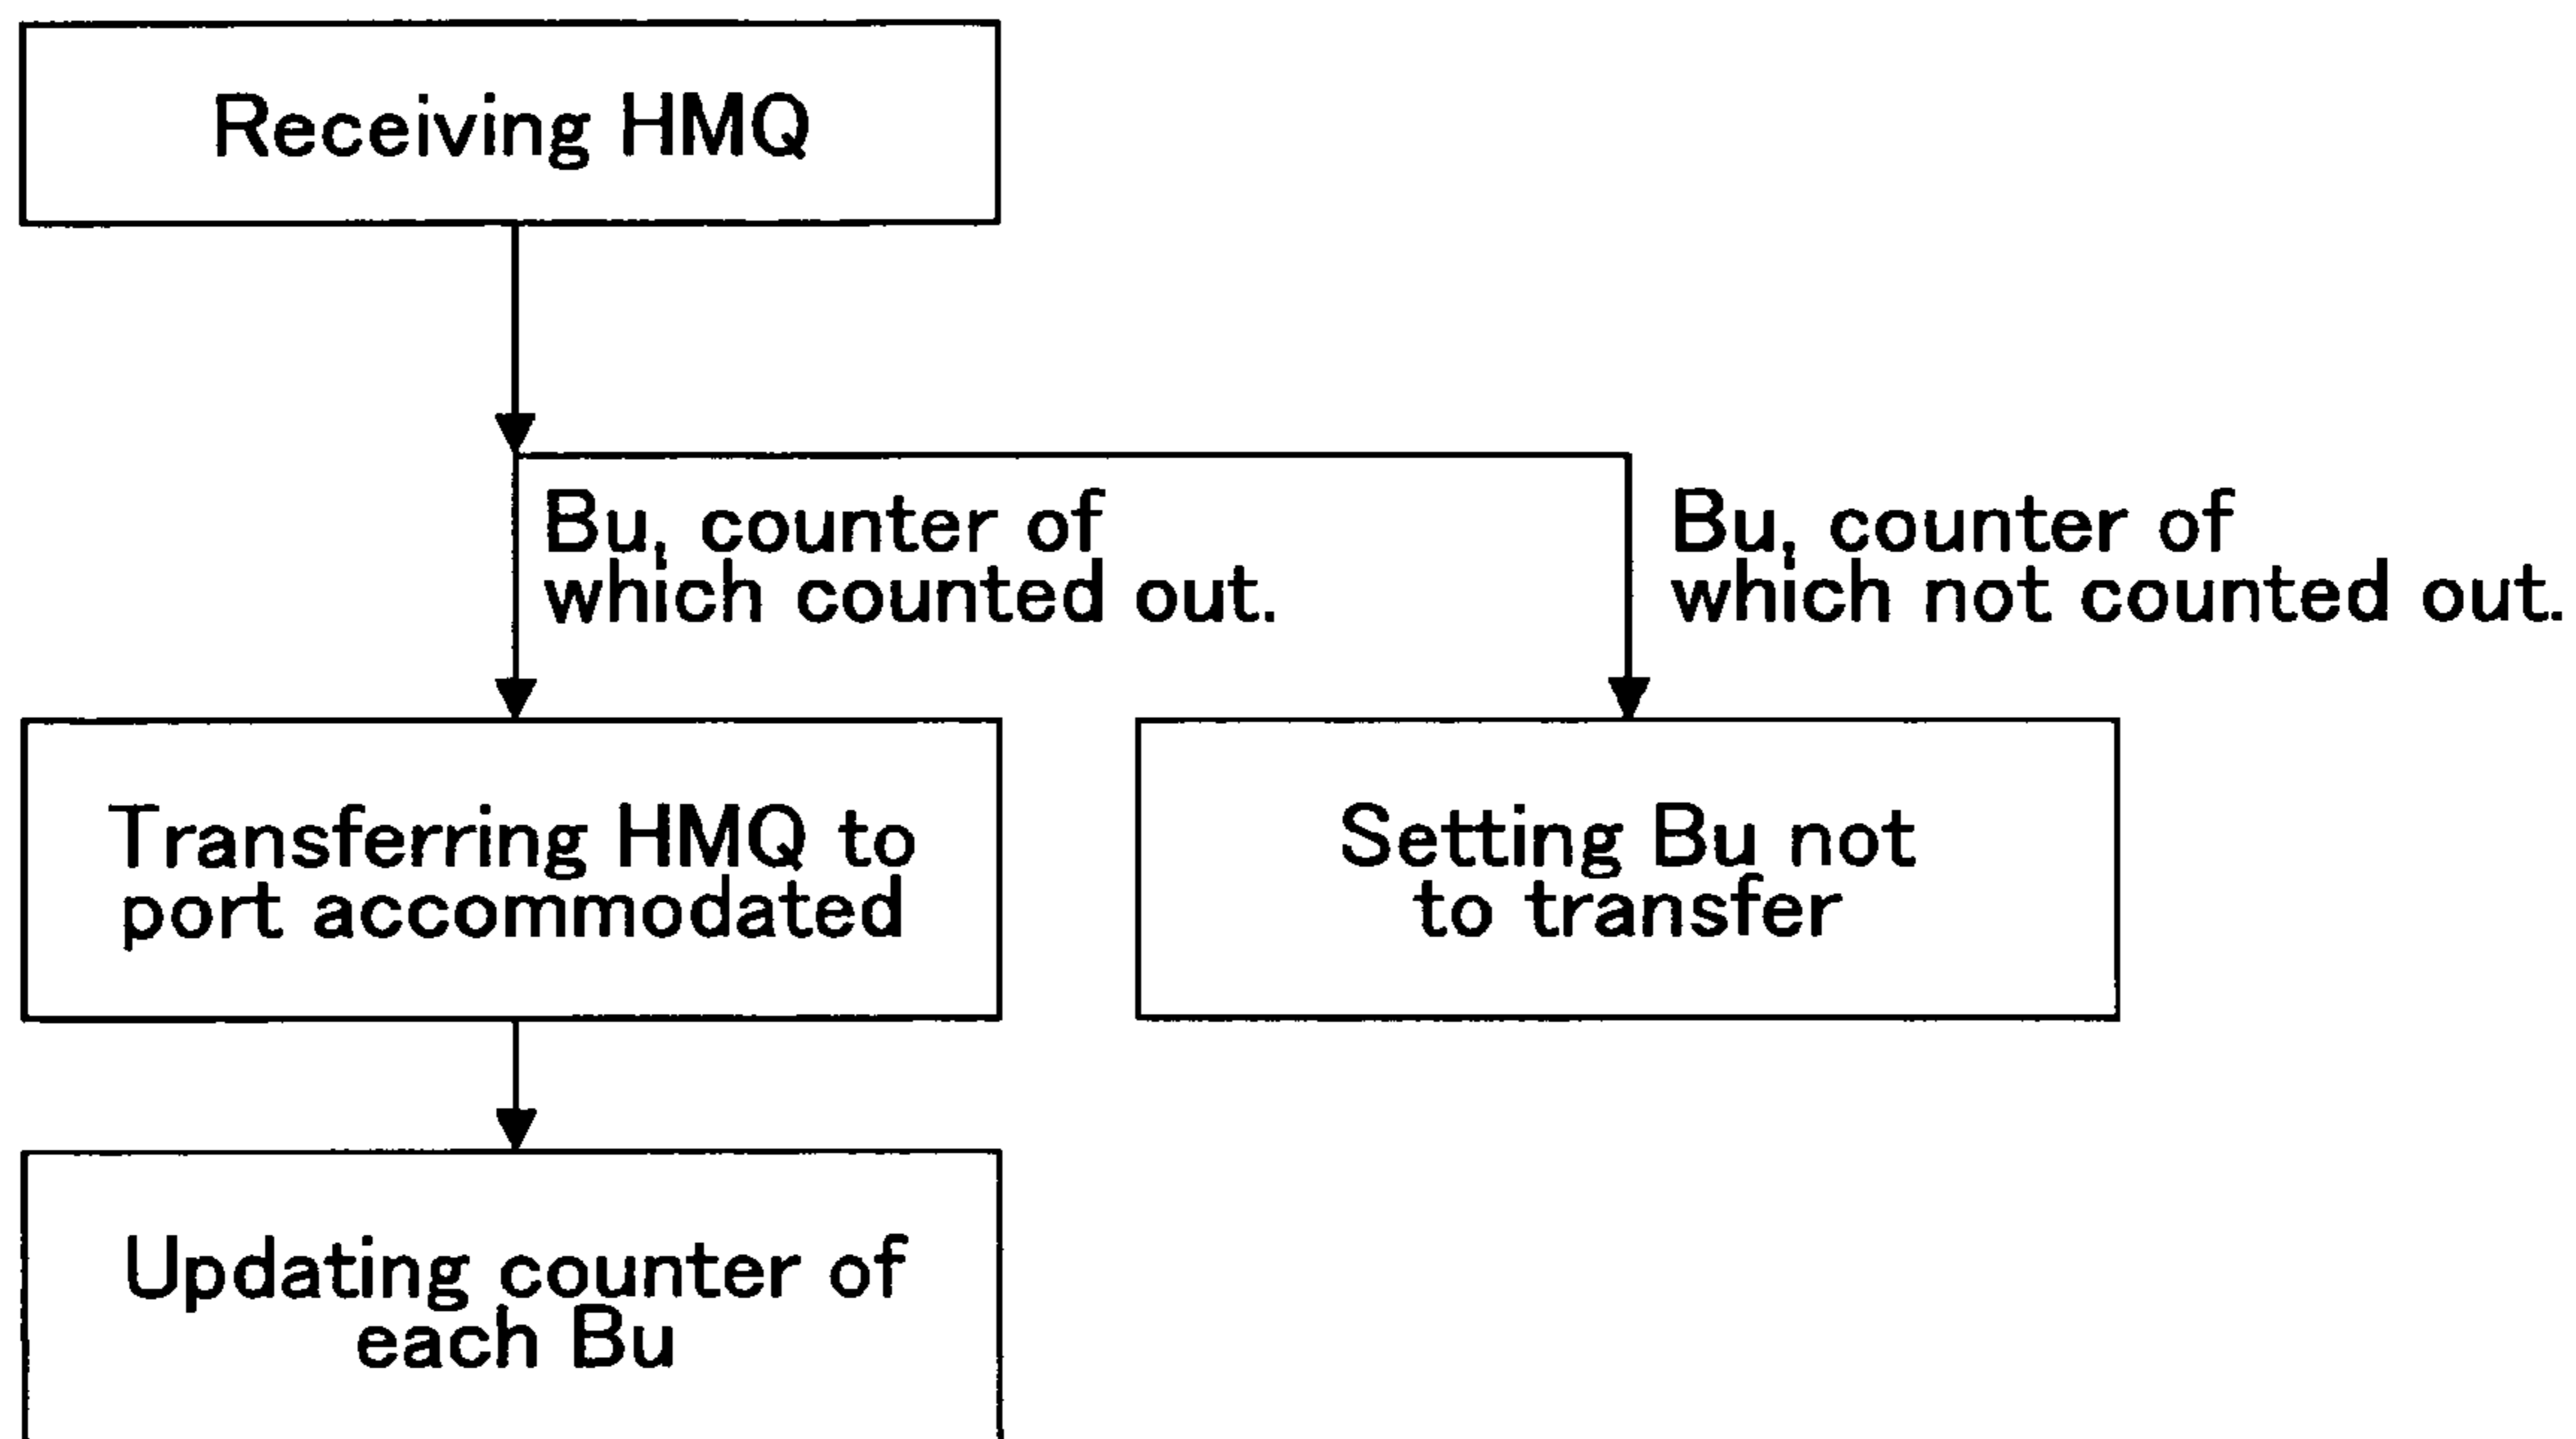 Receiving HMQ
Bu, counter of
which counted out.
Bu, counter of
which not counted out.
Transferring HMQ to
port accommodated
Setting Bu not
to transfer
Updating counter of
each Bu